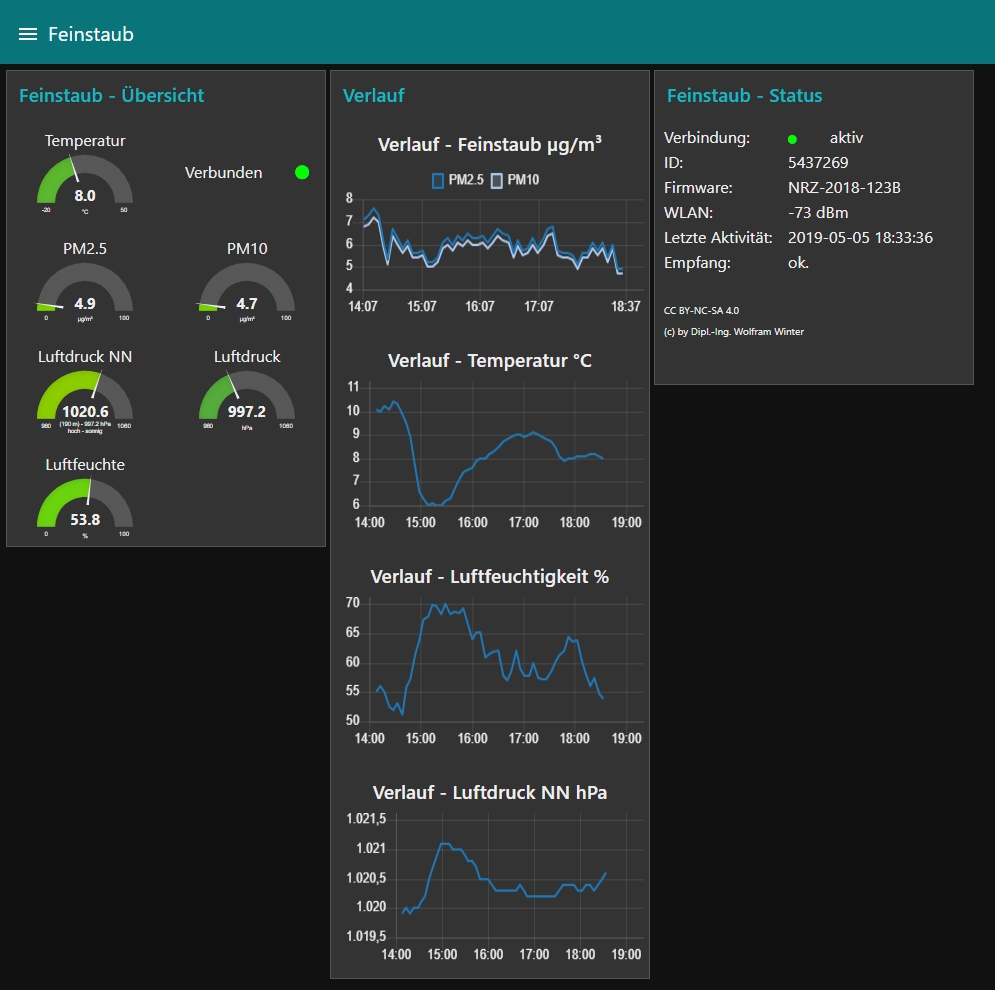 Feinstaub
Feinstaub - Übersicht
Temperatur
8.0
-20 °C 50
Verbunden
PM2.5
4.9
0 µg/m³ 100
PM10
4.7
0 µg/m³ 100
Luftdruck NN
1020.6
960 (190 m) - 997.2 hPa 1060
hoch - sonnig
Luftdruck
997.2
960 hPa 1060
Luftfeuchte
53.8
0 % 100
Verlauf
Verlauf - Feinstaub µg/m³
PM2.5 PM10
8
7
6
5
4
14:07 15:07 16:07 17:07 18:37
Verlauf - Temperatur °C
11
10
9
8
7
6
14:00 15:00 16:00 17:00 18:00 19:00
Verlauf - Luftfeuchtigkeit %
70
65
60
55
50
14:00 15:00 16:00 17:00 18:00 19:00
Verlauf - Luftdruck NN hPa
1.021,5
1.021
1.020,5
1.020
1.019,5
14:00 15:00 16:00 17:00 18:00 19:00
Feinstaub - Status
Verbindung: aktiv
ID: 5437269
Firmware: NRZ-2018-123B
WLAN: -73 dBm
Letzte Aktivität: 2019-05-05 18:33:36
Empfang: ok.
CC BY-NC-SA 4.0
(c) by Dipl.-Ing. Wolfram Winter